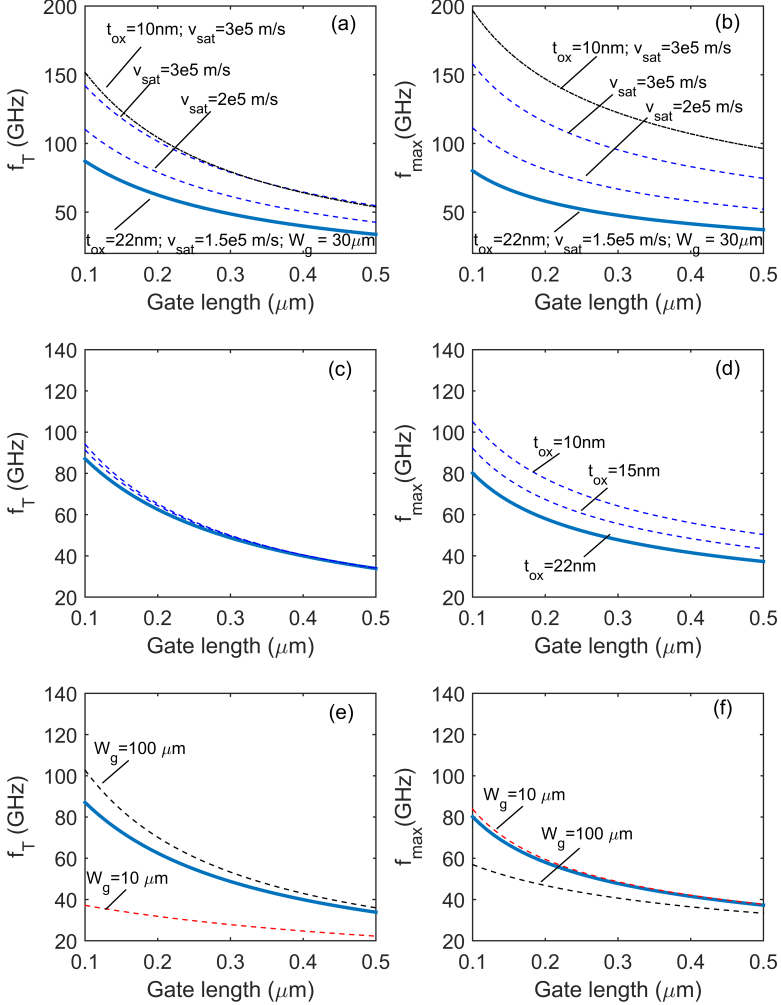 (a)
200
150
100
50
f_T (GHz)
t_ox=10nm; v_sat=3e5 m/s
v_sat=3e5 m/s
v_sat=2e5 m/s
t_ox=22nm; v_sat=1.5e5 m/s; W_g = 30μm
0.1 0.2 0.3 0.4 0.5
Gate length (μm)
(b)
200
150
100
50
f_max(GHz)
t_ox=10nm; v_sat=3e5 m/s
v_sat=3e5 m/s
v_sat=2e5 m/s
t_ox=22nm; v_sat=1.5e5 m/s; W_g = 30μm
0.1 0.2 0.3 0.4 0.5
Gate length (μm)
(c)
140
120
100
80
60
40
20
f_T (GHz)
0.1 0.2 0.3 0.4 0.5
Gate length (μm)
(d)
140
120
100
80
60
40
20
f_max(GHz)
t_ox=10nm
t_ox=15nm
t_ox=22nm
0.1 0.2 0.3 0.4 0.5
Gate length (μm)
(e)
140
120
100
80
60
40
20
f_T (GHz)
W_g=100 μm
W_g=10 μm
0.1 0.2 0.3 0.4 0.5
Gate length (μm)
(f)
140
120
100
80
60
40
20
f_max(GHz)
W_g=10 μm
W_g=100 μm
0.1 0.2 0.3 0.4 0.5
Gate length (μm)